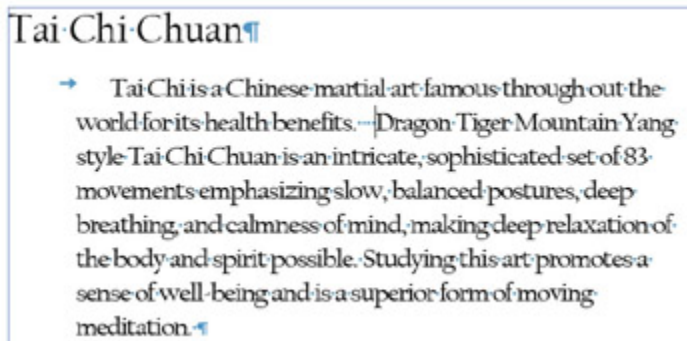 Tai Chi Chuan
Tai Chi is a Chinese martial art famous through out the
world for its health benefits. Dragon Tiger Mountain Yang
style Tai Chi Chuan is an intricate, sophisticated set of 83
movements emphasizing slow, balanced postures, deep
breathing, and calmness of mind, making deep relaxation of
the body and spirit possible. Studying this art promotes a
sense of well-being and is a superior form of moving
meditation.